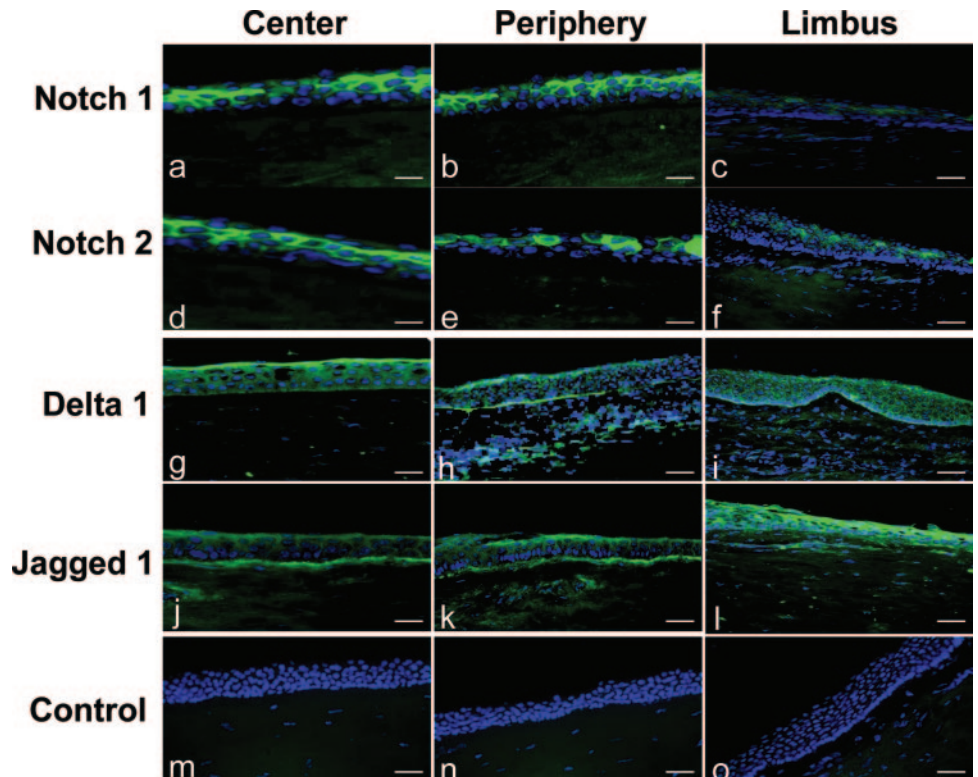 Center Periphery Limbus
Notch 1
a b c
Notch 2
d e f
Delta 1
g h i
Jagged 1
j k l
Control
m n o